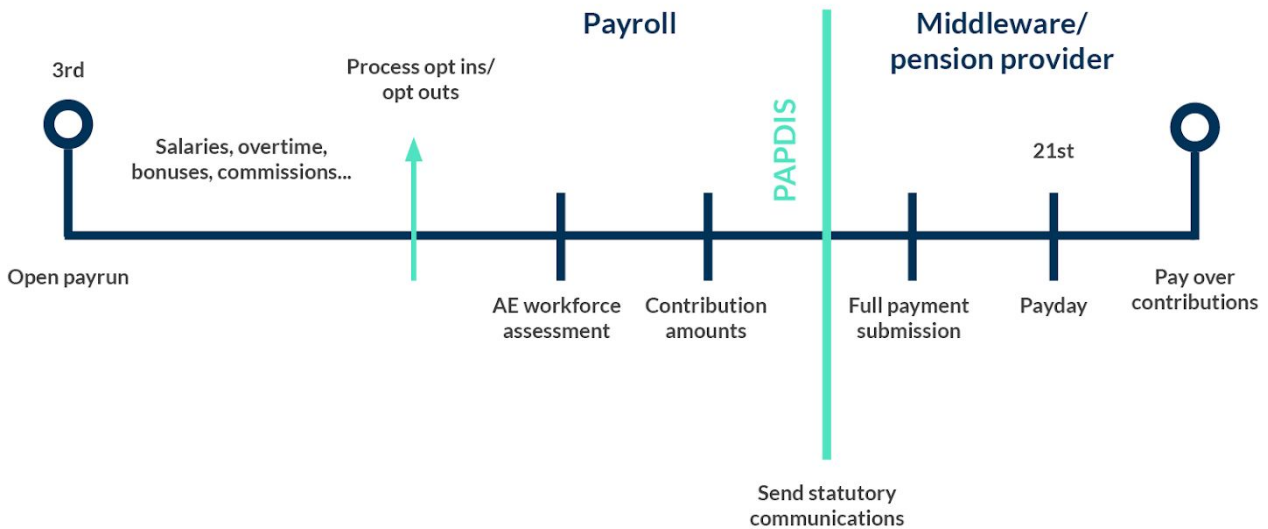 Payroll
Middleware/
pension provider
3rd
Process opt ins/
opt outs
Salaries, overtime,
bonuses, commissions...
PAPDIS
21st
Open payrun
AE workforce
assessment
Contribution
amounts
Full payment
submission
Payday
Pay over
contributions
Send statutory
communications